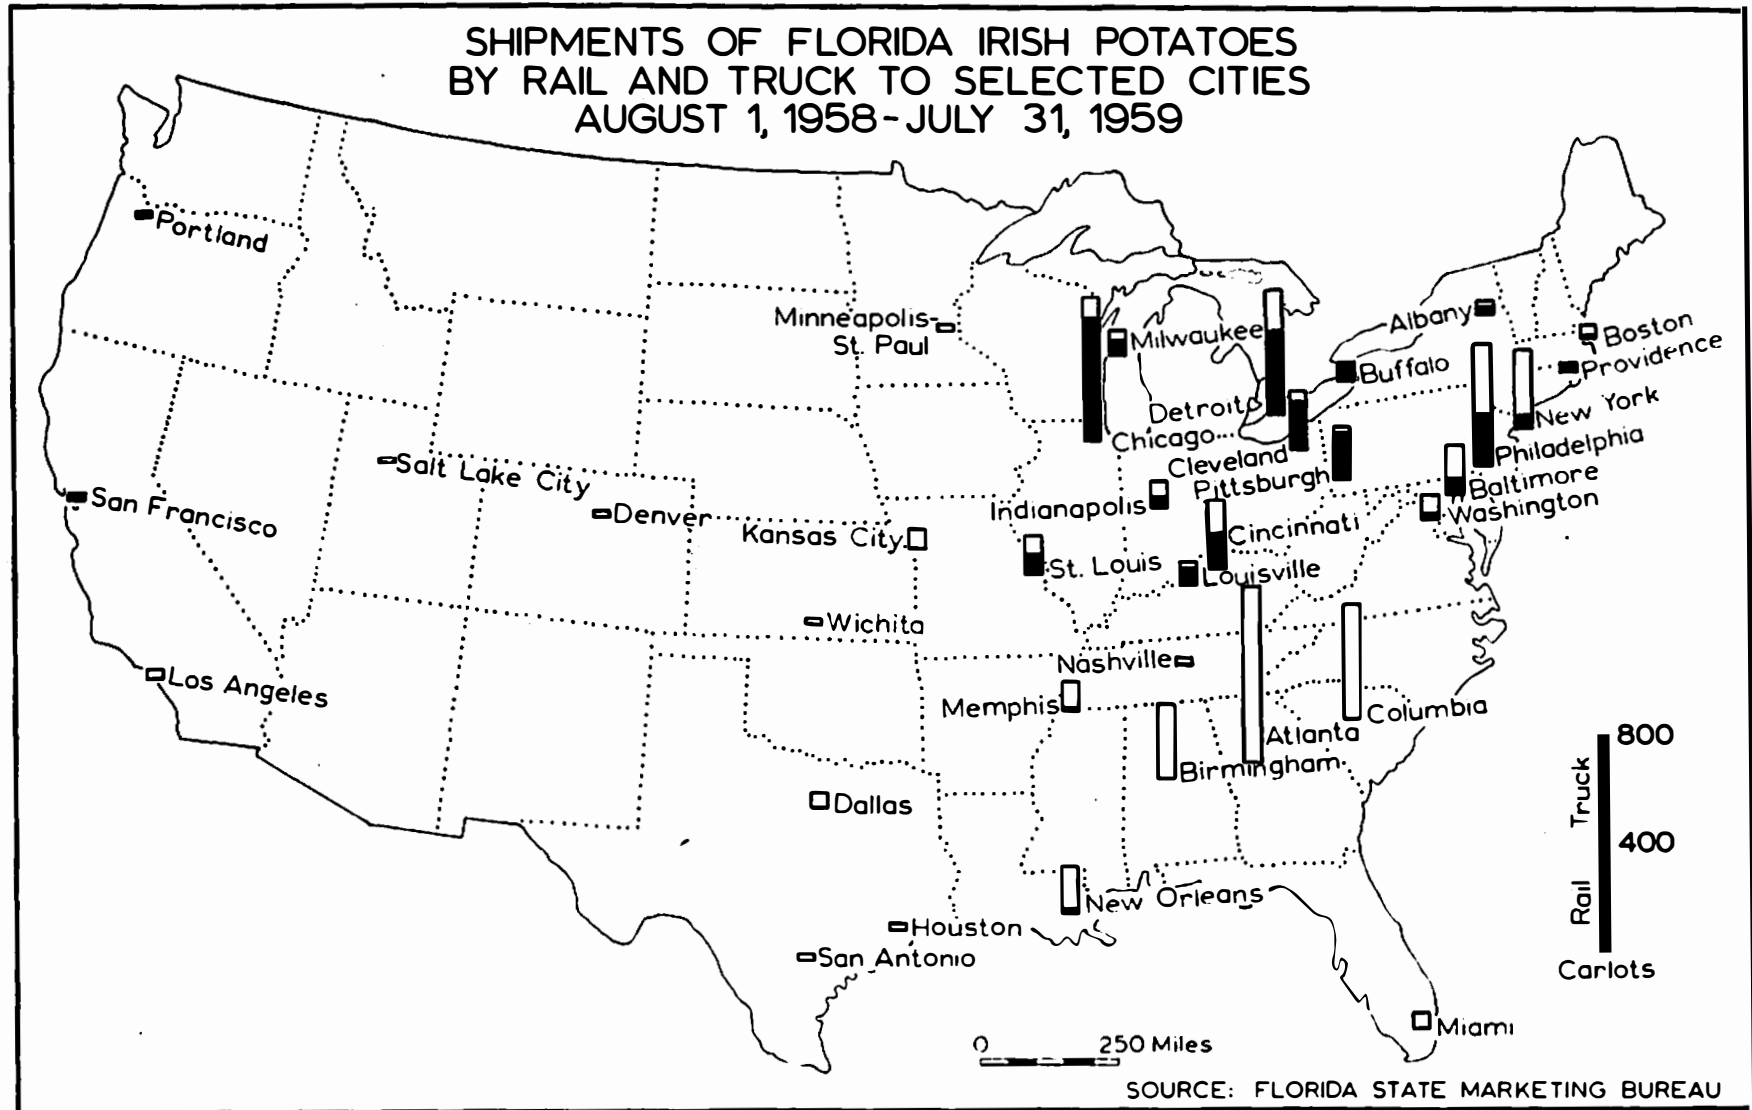 SHIPMENTS OF FLORIDA IRISH POTATOES
BY RAIL AND TRUCK TO SELECTED CITIES
AUGUST 1, 1958-JULY 31, 1959
Portland
Minneapolis-
St. Paul
Milwaukee
Albany
Boston
Providence
Buffalo
Detroit
New York
Chicago
Cleveland
Philadelphia
Pittsburgh
Baltimore
Salt Lake City
San Francisco
Denver
Indianapolis
Washington
Kansas City
Cincinnati
St. Louis
Louisville
Wichita
Nashville
Los Angeles
Memphis
Columbia
Atlanta
Birmingham
800
Truck
400
Rail
Carlots
Dallas
New Orleans
Houston
San Antonio
Miami
0 250 Miles
SOURCE: FLORIDA STATE MARKETING BUREAU